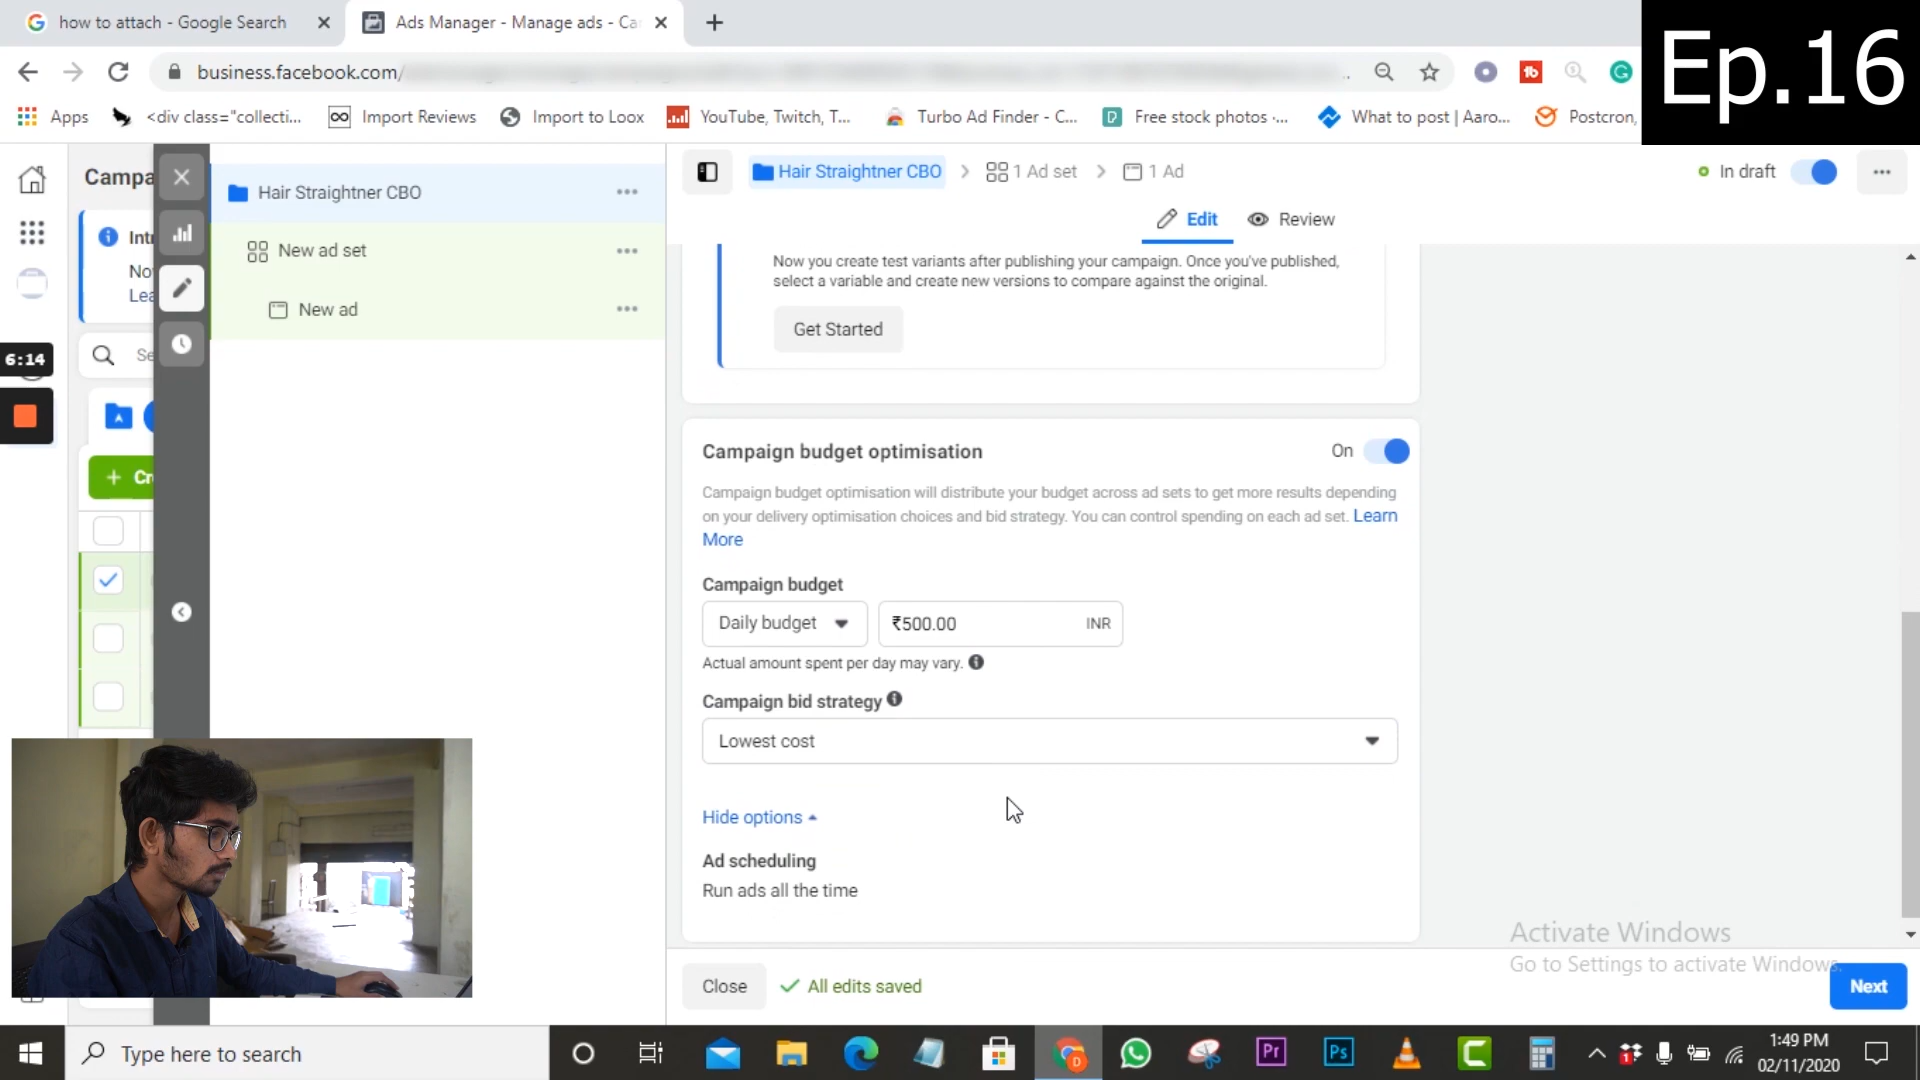 how to attach - Google Search
Ads Manager - Manage ads - Ca
Ep.16
business.facebook.com/
Apps
<div class="collecti...
Import Reviews
Import to Loox
YouTube, Twitch, T...
Turbo Ad Finder - C...
Free stock photos -...
What to post | Aaro...
Postcron,
Campa
Hair Straightner CBO
1 Ad set
1 Ad
In draft
Hair Straightner CBO
Edit
Review
Int
No
Lea
New ad set
New ad
Now you create test variants after publishing your campaign. Once you've published,
select a variable and create new versions to compare against the original.
Get Started
6:14
Se
Cr
Campaign budget optimisation
On
Campaign budget optimisation will distribute your budget across ad sets to get more results depending
on your delivery optimisation choices and bid strategy. You can control spending on each ad set. Learn
More
Campaign budget
Daily budget
₹500.00
INR
Actual amount spent per day may vary.
Campaign bid strategy
Lowest cost
Hide options
Ad scheduling
Run ads all the time
Activate Windows
Go to Settings to activate Windows.
Close
All edits saved
Next
Type here to search
Pr
Ps
1:49 PM
02/11/2020